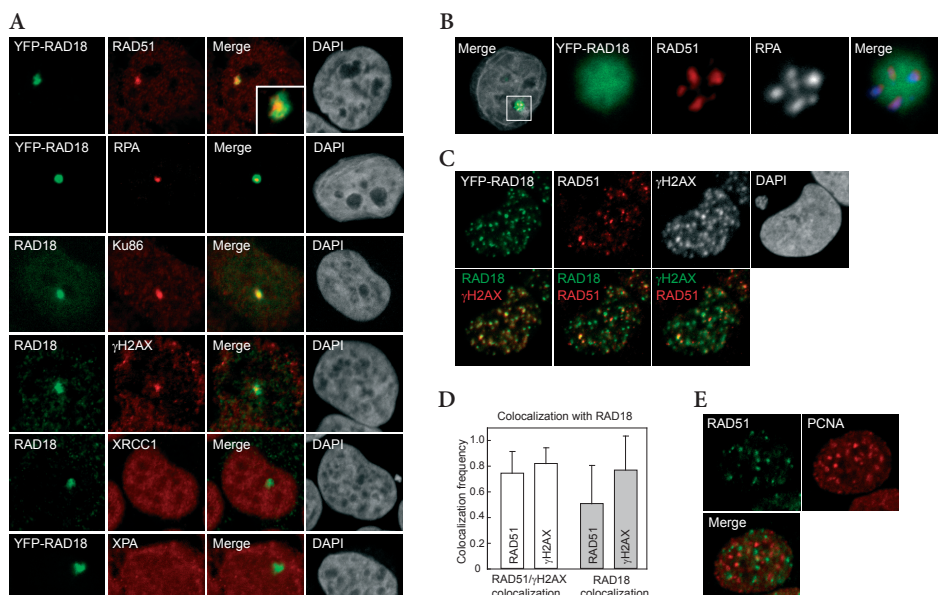 A
YFP-RAD18 RAD51 Merge DAPI
YFP-RAD18 RPA Merge DAPI
RAD18 Ku86 Merge DAPI
RAD18 γH2AX Merge DAPI
RAD18 XRCC1 Merge DAPI
YFP-RAD18 XPA Merge DAPI
B
Merge YFP-RAD18 RAD51 RPA Merge
C
YFP-RAD18 RAD51 γH2AX DAPI
RAD18 RAD18 γH2AX
γH2AX RAD51 RAD51
D
Colocalization with RAD18
Colocalization frequency
1.0
0.8
0.6
0.4
0.2
0
RAD51 γH2AX RAD51 γH2AX
RAD51/γH2AX RAD18
colocalization colocalization
E
RAD51 PCNA
Merge